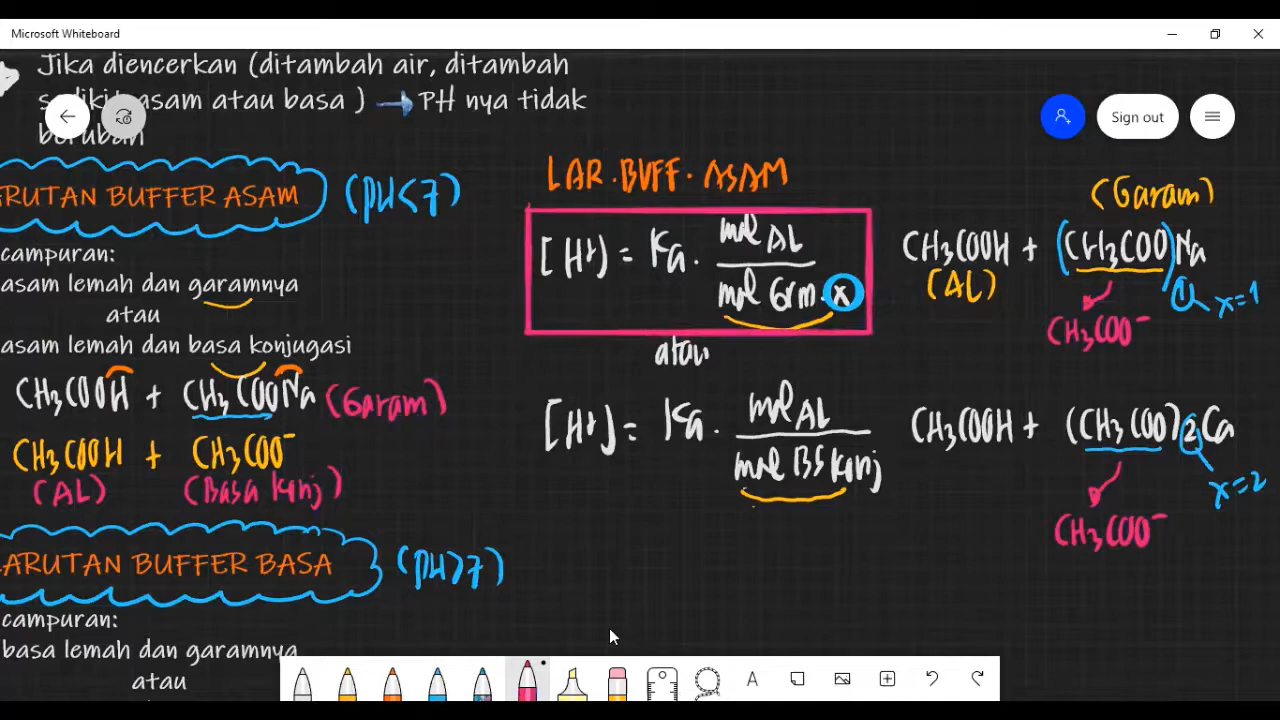 Microsoft Whiteboard
Jika diencerkan (ditambah air, ditambah
asam atau basa ) → PH nya tidak
berubah
Sign out
RUTAN BUFFER ASAM (PH<7)
campuran:
asam lemah dan garamnya
atau
asam lemah dan basa konjugasi
CH3COOH + CH3COONa (Garam)
CH3COOH + CH3COO⁻
(AL) (Basa Konj)
ARUTAN BUFFER BASA (PH>7)
campuran:
basa lemah dan garamnya
atau
LAR. BUFF. ASAM
[H+) = Ka . mol AL
mol Grm . x
atau
[H+) = Ka . mol AL
mol BS Konj
(Garam)
CH3COOH + (CH3COO)Na
(AL) 1 x=1
CH3COO⁻
CH3COOH + (CH3COO)2Ca
x=2
CH3COO⁻
A